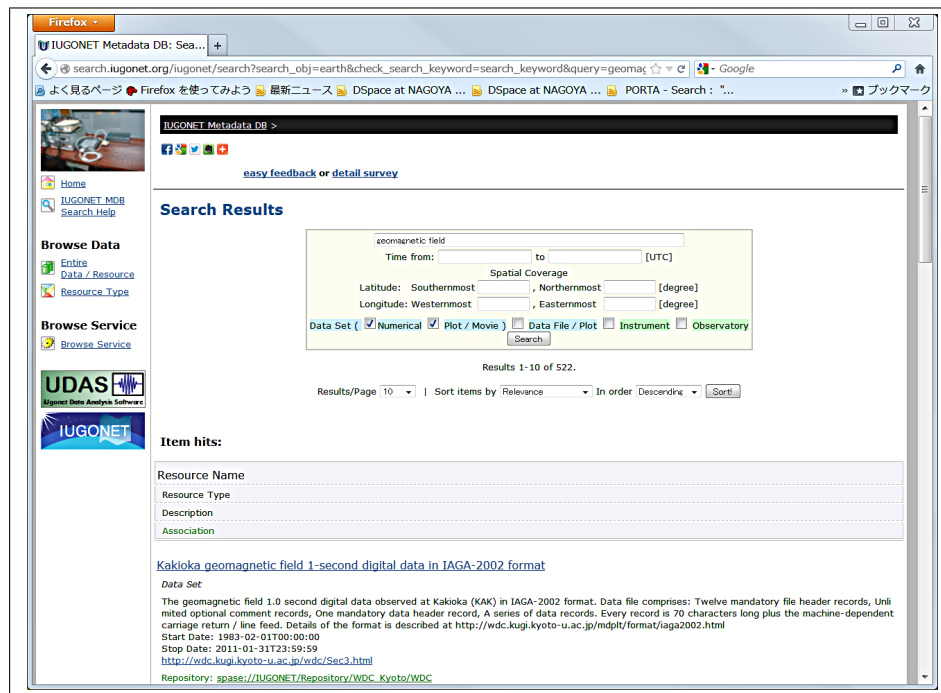 Firefox
IUGONET Metadata DB: Sea... +
search.iugonet.org/iugonet/search?search_obj=earth&check_search_keyword=search_keyword&query=geomag
Google
よく見るページ Firefox を使ってみよう 最新ニュース DSpace at NAGOYA ... DSpace at NAGOYA ... PORTA - Search : "... » ブックマーク
IUGONET Metadata DB >
easy feedback or detail survey
Home
IUGONET MDB
Search Help
Browse Data
Entire
Data / Resource
Resource Type
Browse Service
Browse Service
UDAS
iUgonet Data Analysis Software
IUGONET
Search Results
geomagnetic field
Time from: to [UTC]
Spatial Coverage
Latitude: Southernmost , Northernmost [degree]
Longitude: Westernmost , Easternmost [degree]
Data Set ( Numerical Plot / Movie ) Data File / Plot Instrument Observatory
Search
Results 1-10 of 522.
Results/Page 10 | Sort items by Relevance In order Descending Sort!
Item hits:
Resource Name
Resource Type
Description
Association
Kakioka geomagnetic field 1-second digital data in IAGA-2002 format
Data Set
The geomagnetic field 1.0 second digital data observed at Kakioka (KAK) in IAGA-2002 format. Data file comprises: Twelve mandatory file header records, Unli
mited optional comment records, One mandatory data header record, A series of data records. Every record is 70 characters long plus the machine-dependent
carriage return / line feed. Details of the format is described at http://wdc.kugi.kyoto-u.ac.jp/mdplt/format/iaga2002.html
Start Date: 1983-02-01T00:00:00
Stop Date: 2011-01-31T23:59:59
http://wdc.kugi.kyoto-u.ac.jp/wdc/Sec3.html
Repository: spase://IUGONET/Repository/WDC_Kyoto/WDC